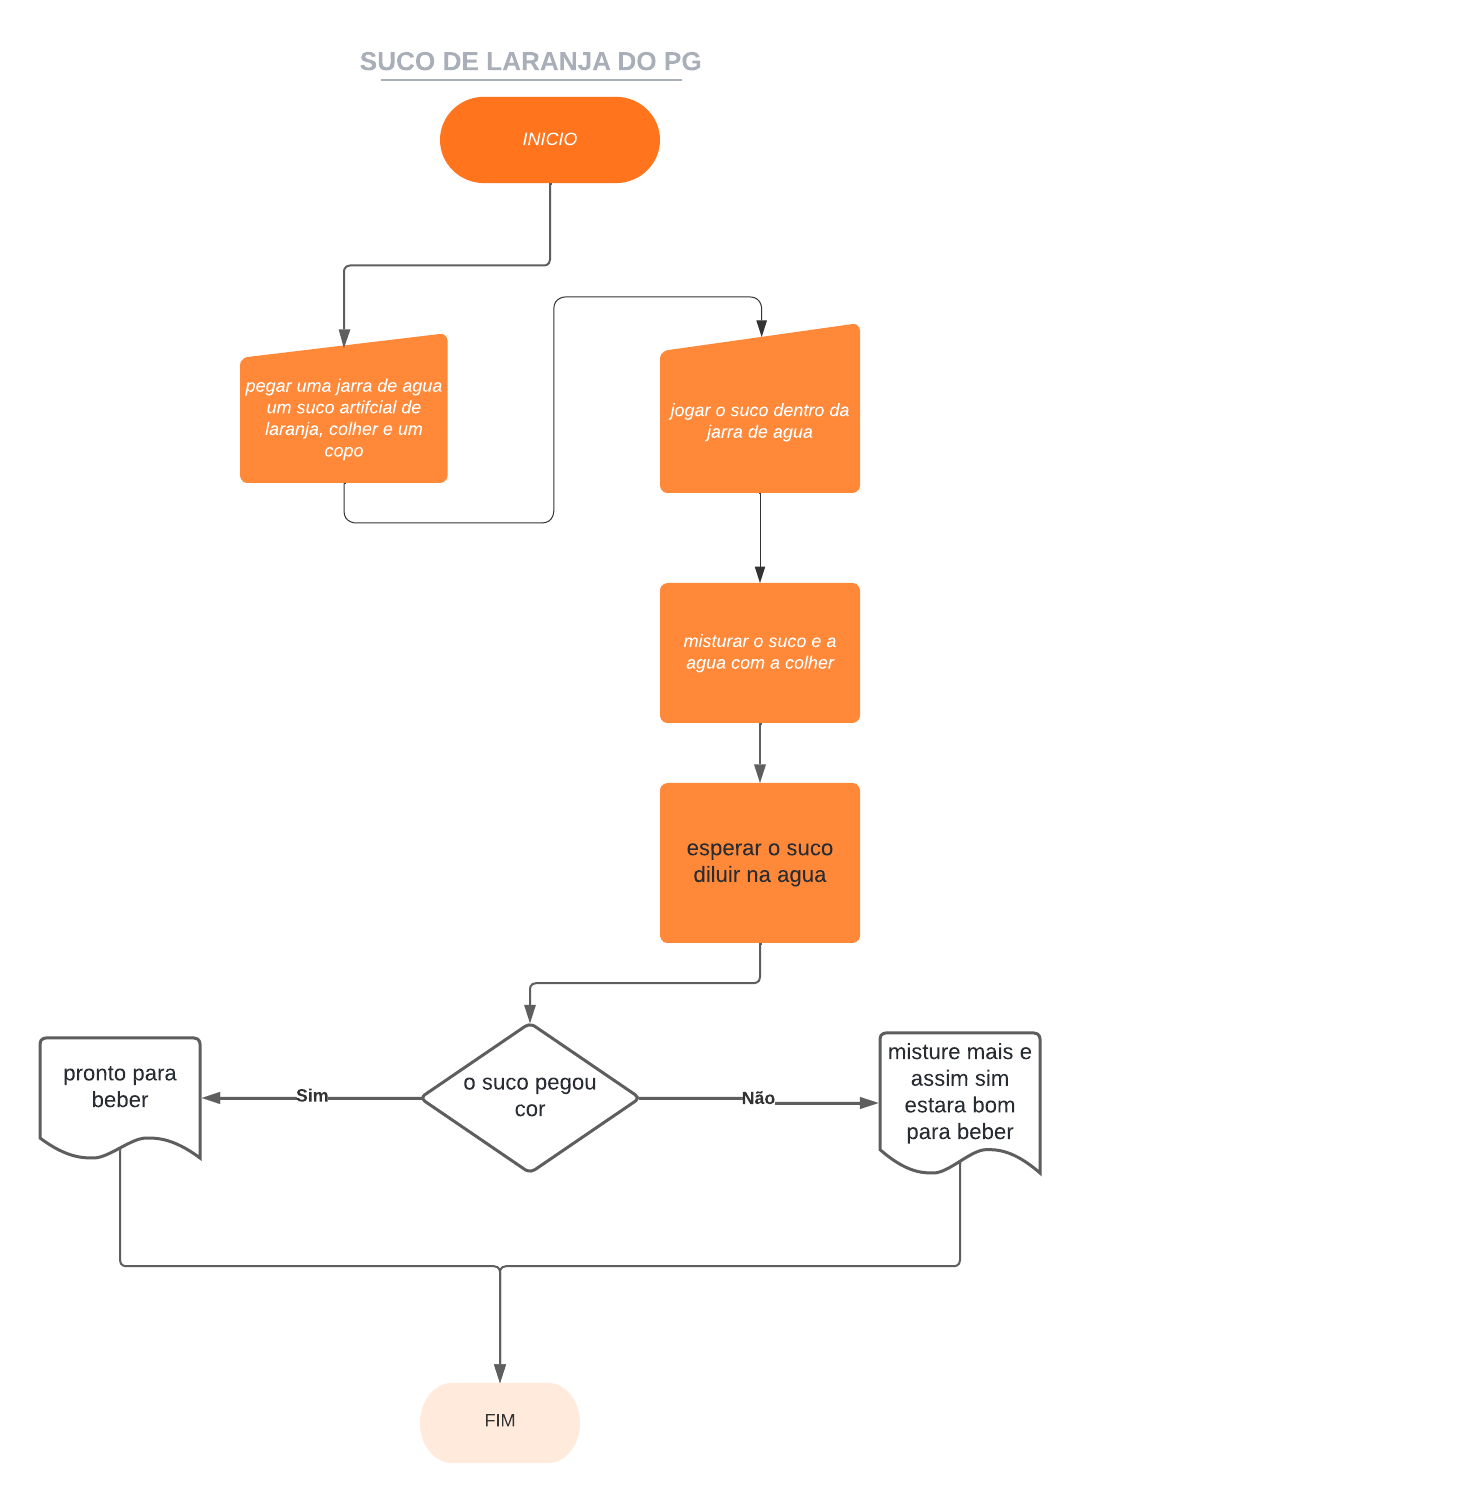 SUCO DE LARANJA DO PG
INICIO
pegar uma jarra de agua
um suco artifcial de
laranja, colher e um
copo
jogar o suco dentro da
jarra de agua
misturar o suco e a
agua com a colher
esperar o suco
diluir na agua
o suco pegou
cor
Sim
pronto para
beber
Não
misture mais e
assim sim
estara bom
para beber
FIM